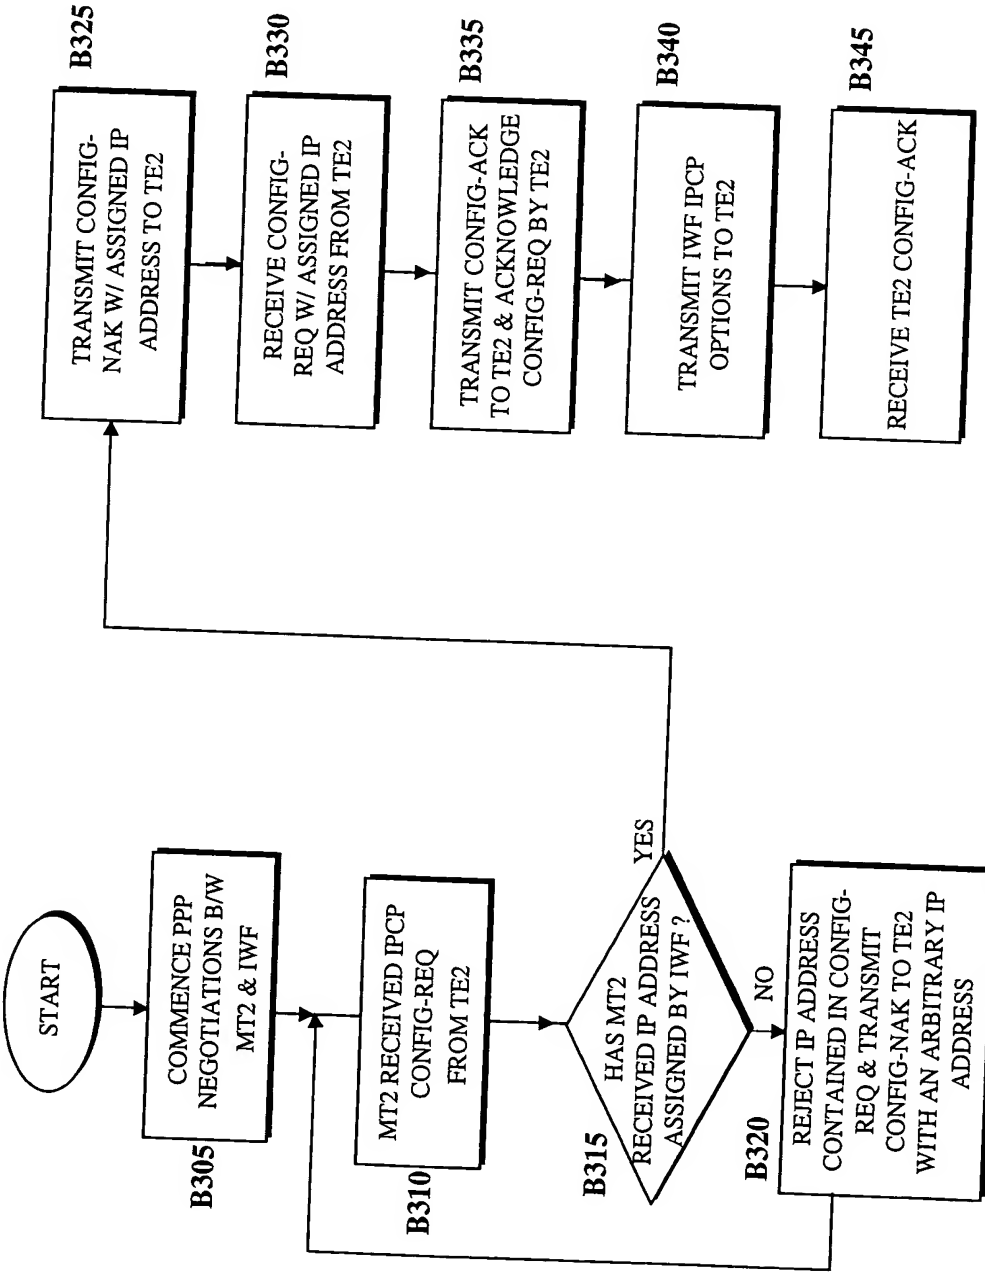 START
COMMENCE PPP
NEGOTIATIONS B/W
MT2 & IWF
B305
MT2 RECEIVED IPCP
CONFIG-REQ
FROM TE2
B310
HAS MT2
RECEIVED IP ADDRESS
ASSIGNED BY IWF ?
B315
YES
NO
REJECT IP ADDRESS
CONTAINED IN CONFIG-
REQ & TRANSMIT
CONFIG-NAK TO TE2
WITH AN ARBITRARY IP
ADDRESS
B320
TRANSMIT CONFIG-
NAK W/ ASSIGNED IP
ADDRESS TO TE2
B325
RECEIVE CONFIG-
REQ W/ ASSIGNED IP
ADDRESS FROM TE2
B330
TRANSMIT CONFIG-ACK
TO TE2 & ACKNOWLEDGE
CONFIG-REQ BY TE2
B335
TRANSMIT IWF IPCP
OPTIONS TO TE2
B340
RECEIVE TE2 CONFIG-ACK
B345